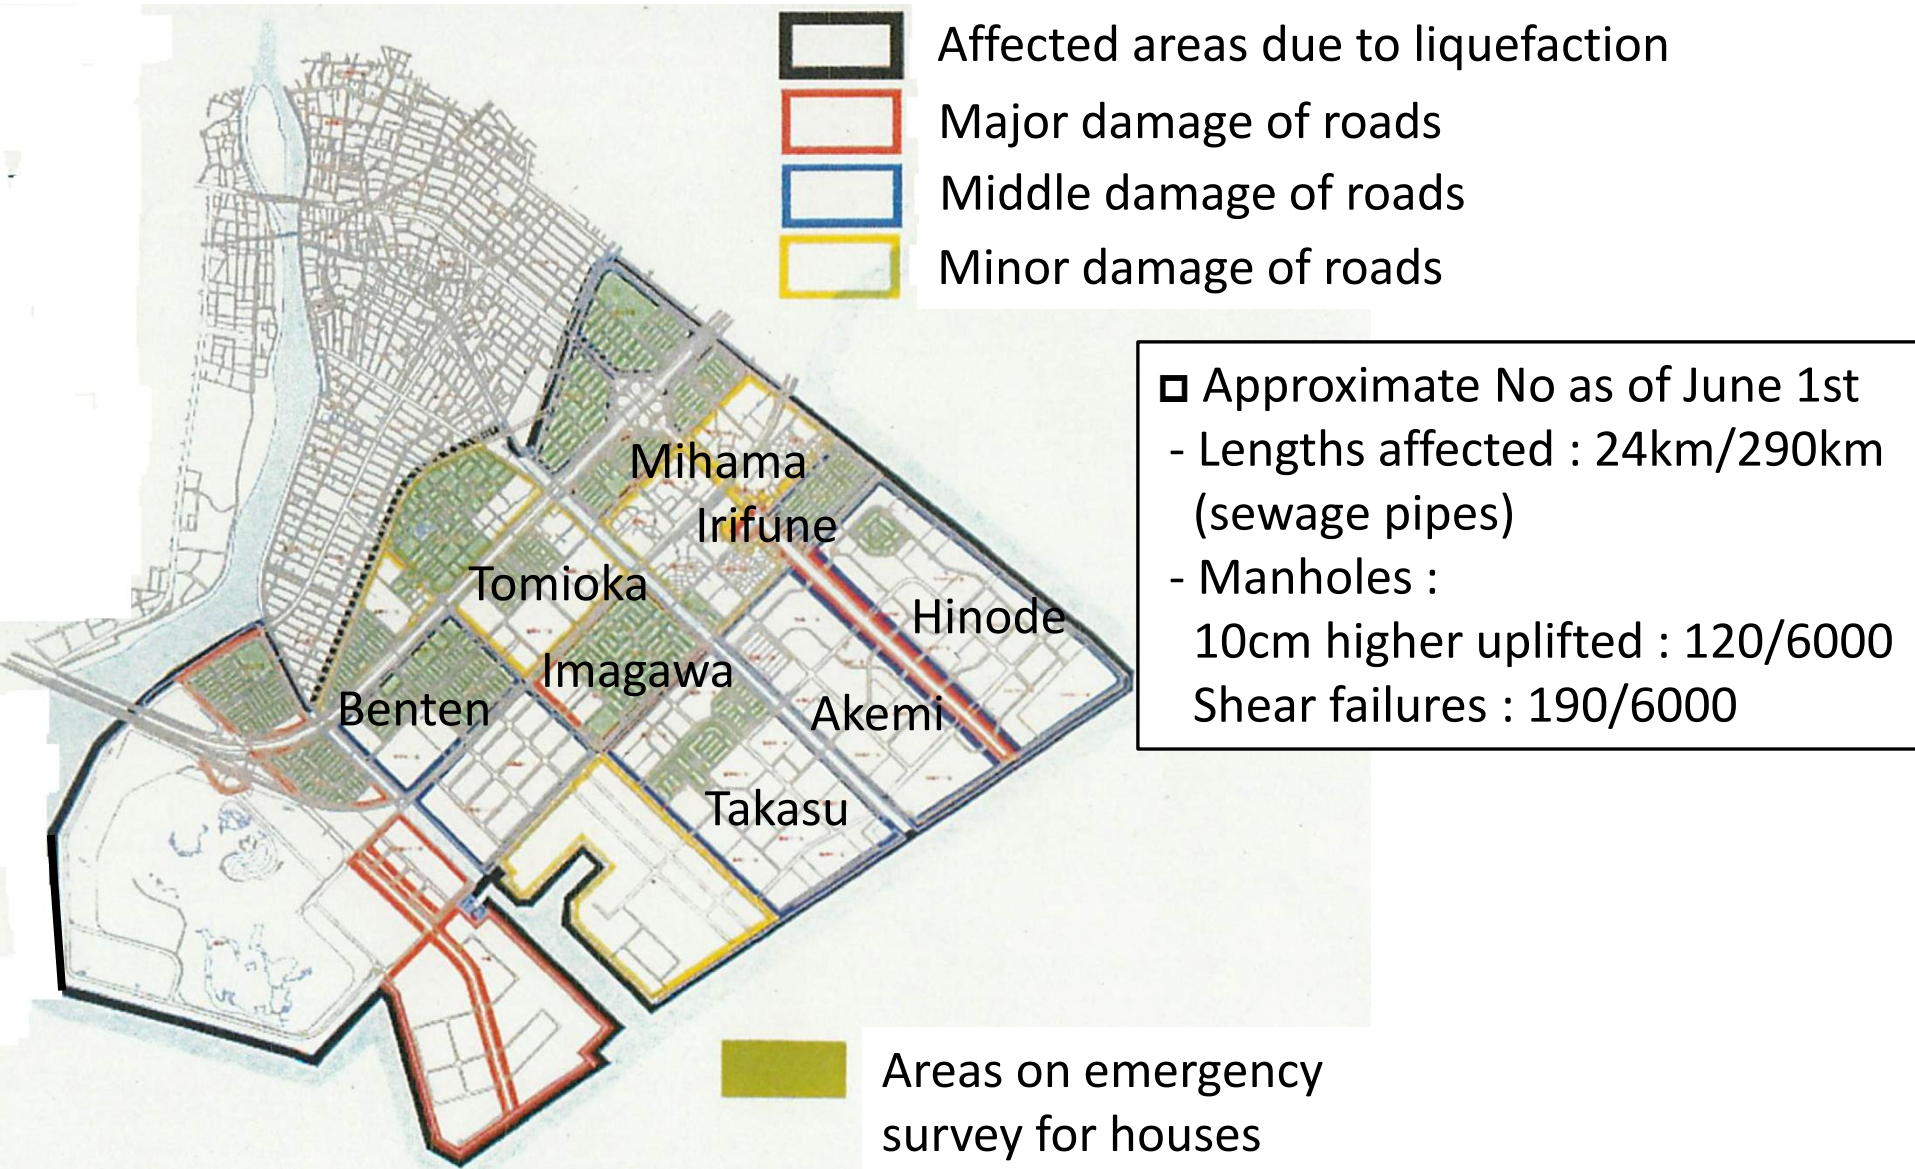 Affected areas due to liquefaction
Major damage of roads
Middle damage of roads
Minor damage of roads
Approximate No as of June 1st
- Lengths affected : 24km/290km
(sewage pipes)
- Manholes :
10cm higher uplifted : 120/6000
Shear failures : 190/6000
Mihama
Irifune
Tomioka
Hinode
Imagawa
Benten
Akemi
Takasu
Areas on emergency
survey for houses